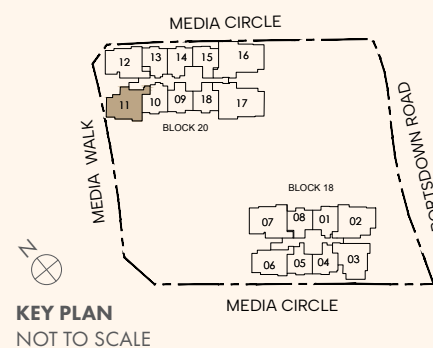 MEDIA CIRCLE
12 13 14 15 16
11 10 09 18 17
BLOCK 20
MEDIA WALK
PORTSDOWN ROAD
BLOCK 18
07 08 01 02
06 05 04 03
N
MEDIA CIRCLE
KEY PLAN
NOT TO SCALE